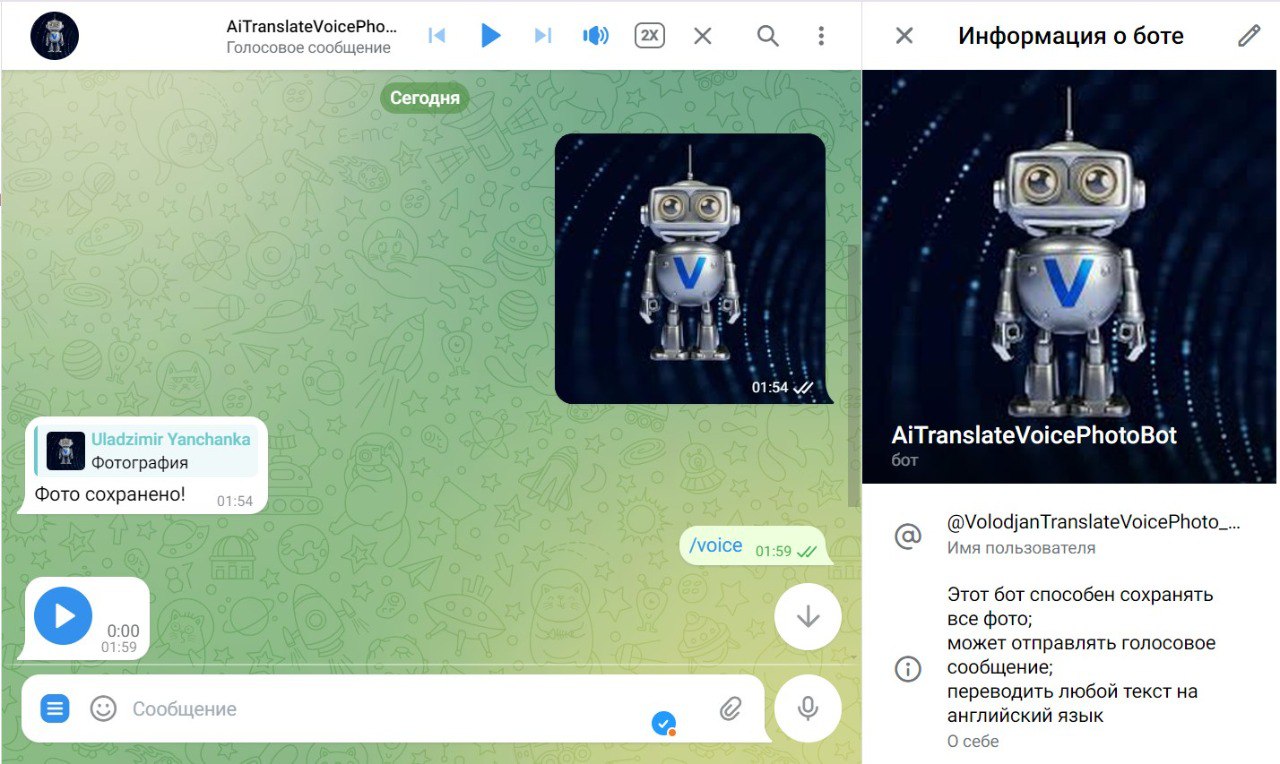 AiTranslateVoicePho...
Голосовое сообщение
2X
Сегодня
E=mc²
V
01:54
Uladzimir Yanchanka
Фотография
Фото сохранено!
01:54
/voice
01:59
0:00
01:59
Сообщение
Информация о боте
V
AiTranslateVoicePhotoBot
бот
@VolodjanTranslateVoicePhoto_...
Имя пользователя
Этот бот способен сохранять
все фото;
может отправлять голосовое
сообщение;
переводить любой текст на
английский язык
О себе